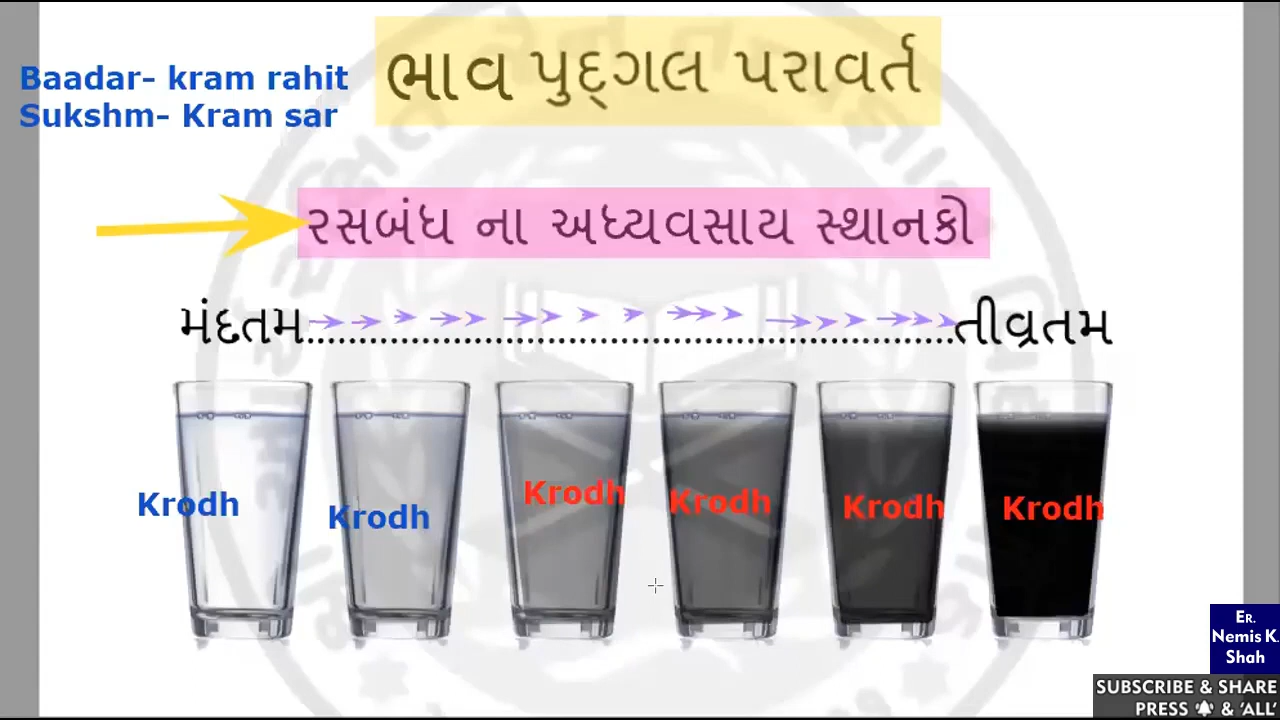 ભાવ પુદ્ગલ પરાવર્ત
Baadar- kram rahit
Sukshm- Kram sar
રસબંધ ના અધ્યવસાય સ્થાનકો
મંદતમ......................................................તીવ્રતમ
Krodh Krodh Krodh Krodh Krodh Krodh
ER.
Nemis K.
Shah
SUBSCRIBE & SHARE
PRESS & 'ALL'